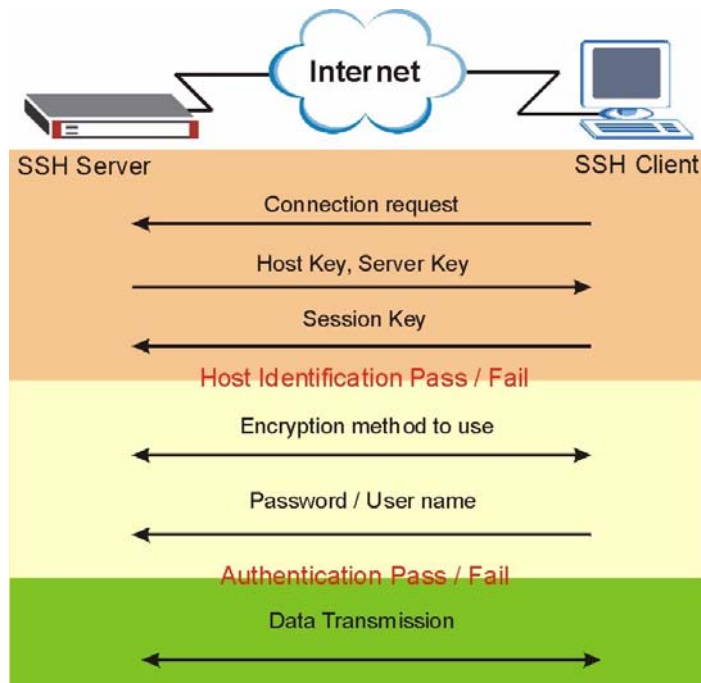 Internet
SSH Server
SSH Client
Connection request
Host Key, Server Key
Session Key
Host Identification Pass / Fail
Encryption method to use
Password / User name
Authentication Pass / Fail
Data Transmission